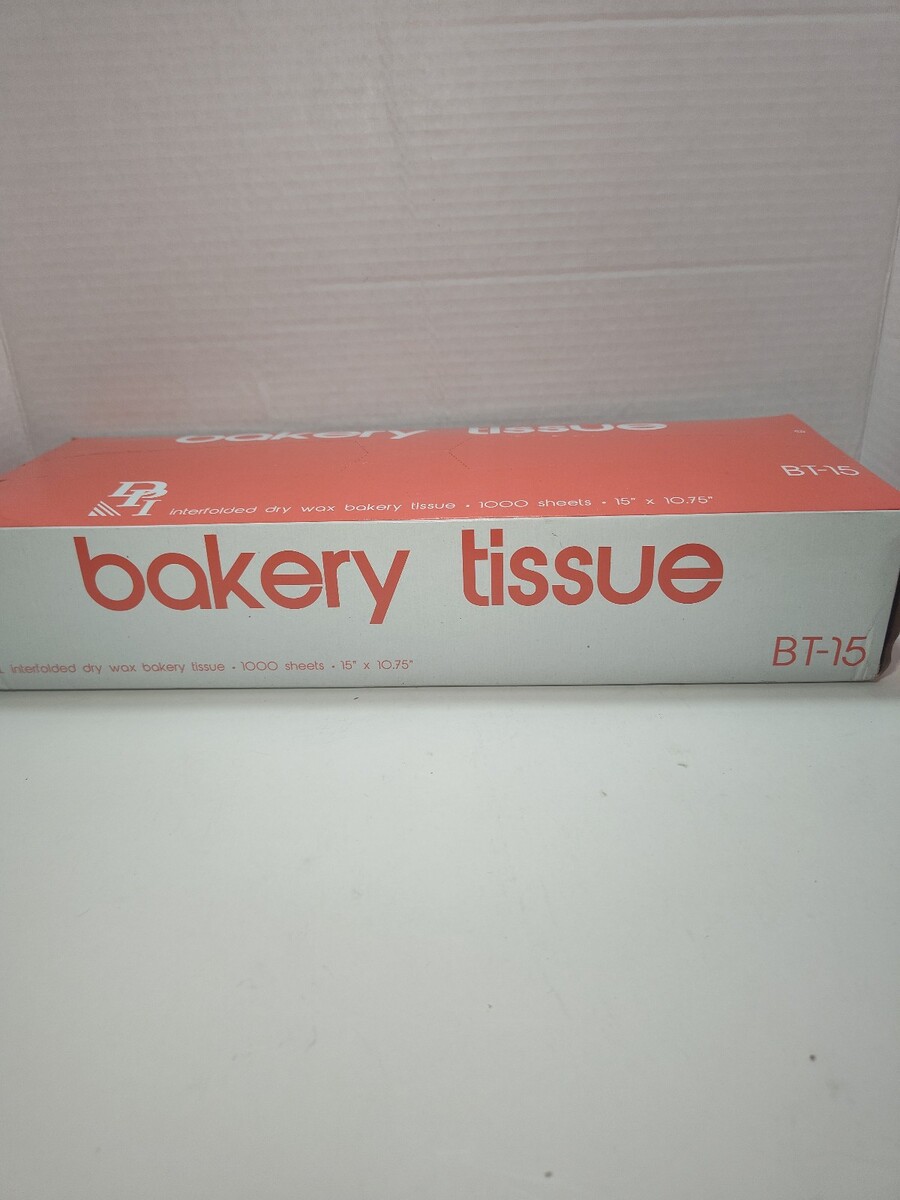 bakery tissue
BT-15
interfolded dry wax bakery tissue • 1000 sheets • 15" x 10.75"
bakery tissue
interfolded dry wax bakery tissue • 1000 sheets • 15" x 10.75"
BT-15